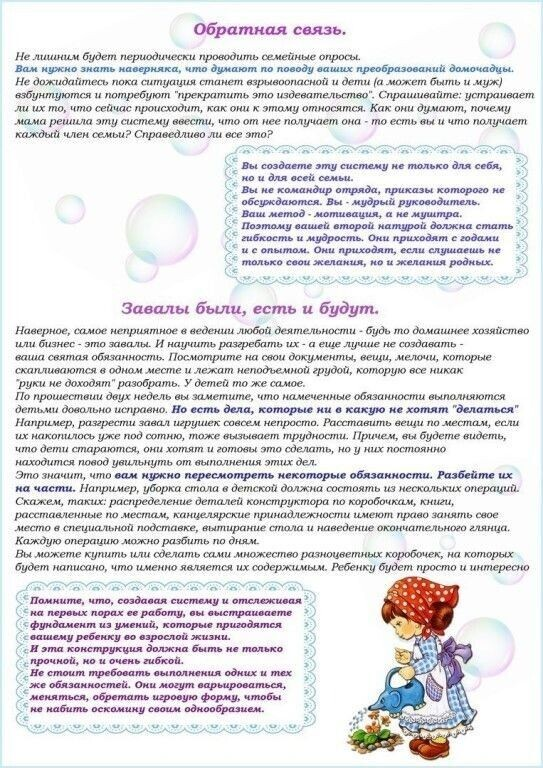 Обратная связь.
Не лишним будет периодически проводить семейные опросы.
Вам нужно знать наверняка, что думают по поводу ваших преобразований домочадцы.
Не дожидайтесь пока ситуация станет взрывоопасной и дети (а может быть и муж)
взбунтуются и потребуют "прекратить это издевательство". Спрашивайте: устраивает
ли их то, что сейчас происходит, как они к этому относятся. Как они думают, почему
мама решила эту систему ввести, что от нее получает она - то есть вы и что получает
каждый член семьи? Справедливо ли все это?
Вы создаете эту систему не только для себя,
но и для всей семьи.
Вы не командир отряда, приказы которого не
обсуждаются. Вы - мудрый руководитель.
Ваш метод - мотивация, а не муштра.
Поэтому вашей второй натурой должна стать
гибкость и мудрость. Они приходят с годами
и с опытом. Они приходят, если слушаешь не
только свои желания, но и желания родных.
Завалы были, есть и будут.
Наверное, самое неприятное в ведении любой деятельности - будь то домашнее хозяйство
или бизнес - это завалы. И научить разгребать их - а еще лучше не создавать -
ваша святая обязанность. Посмотрите на свои документы, вещи, мелочи, которые
скапливаются в одном месте и лежат неподъемной грудой, которую все никак
"руки не доходят" разобрать. У детей то же самое.
По прошествии двух недель вы заметите, что намеченные обязанности выполняются
детьми довольно исправно. Но есть дела, которые ни в какую не хотят "делаться"
Например, разгрести завал игрушек совсем непросто. Расставить вещи по местам, если
их накопилось уже под сотню, тоже вызывает трудности. Причем, вы будете видеть,
что дети стараются, они хотят и готовы это сделать, но у них постоянно
находится повод увильнуть от выполнения этих дел.
Это значит, что вам нужно пересмотреть некоторые обязанности. Разбейте их
на части. Например, уборка стола в детской должна состоять из нескольких операций.
Скажем, таких: распределение деталей конструктора по коробочкам, книги,
расставленные по местам, канцелярские принадлежности имеют право занять свое
место в специальной подставке, вытирание стола и наведение окончательного глянца.
Каждую операцию можно разбить по дням.
Вы можете купить или сделать сами множество разноцветных коробочек, на которых
будет написано, что именно является их содержимым. Ребенку будет просто и интересно
Помните, что, создавая систему и отслеживая
на первых порах ее работу, вы выстраиваете
фундамент из умений, которые пригодятся
вашему ребенку во взрослой жизни.
И эта конструкция должна быть не только
прочной, но и очень гибкой.
Не стоит требовать выполнения одних и тех
же обязанностей. Они могут варьироваться,
меняться, обретать игровую форму, чтобы
не набить оскомину своим однообразием.